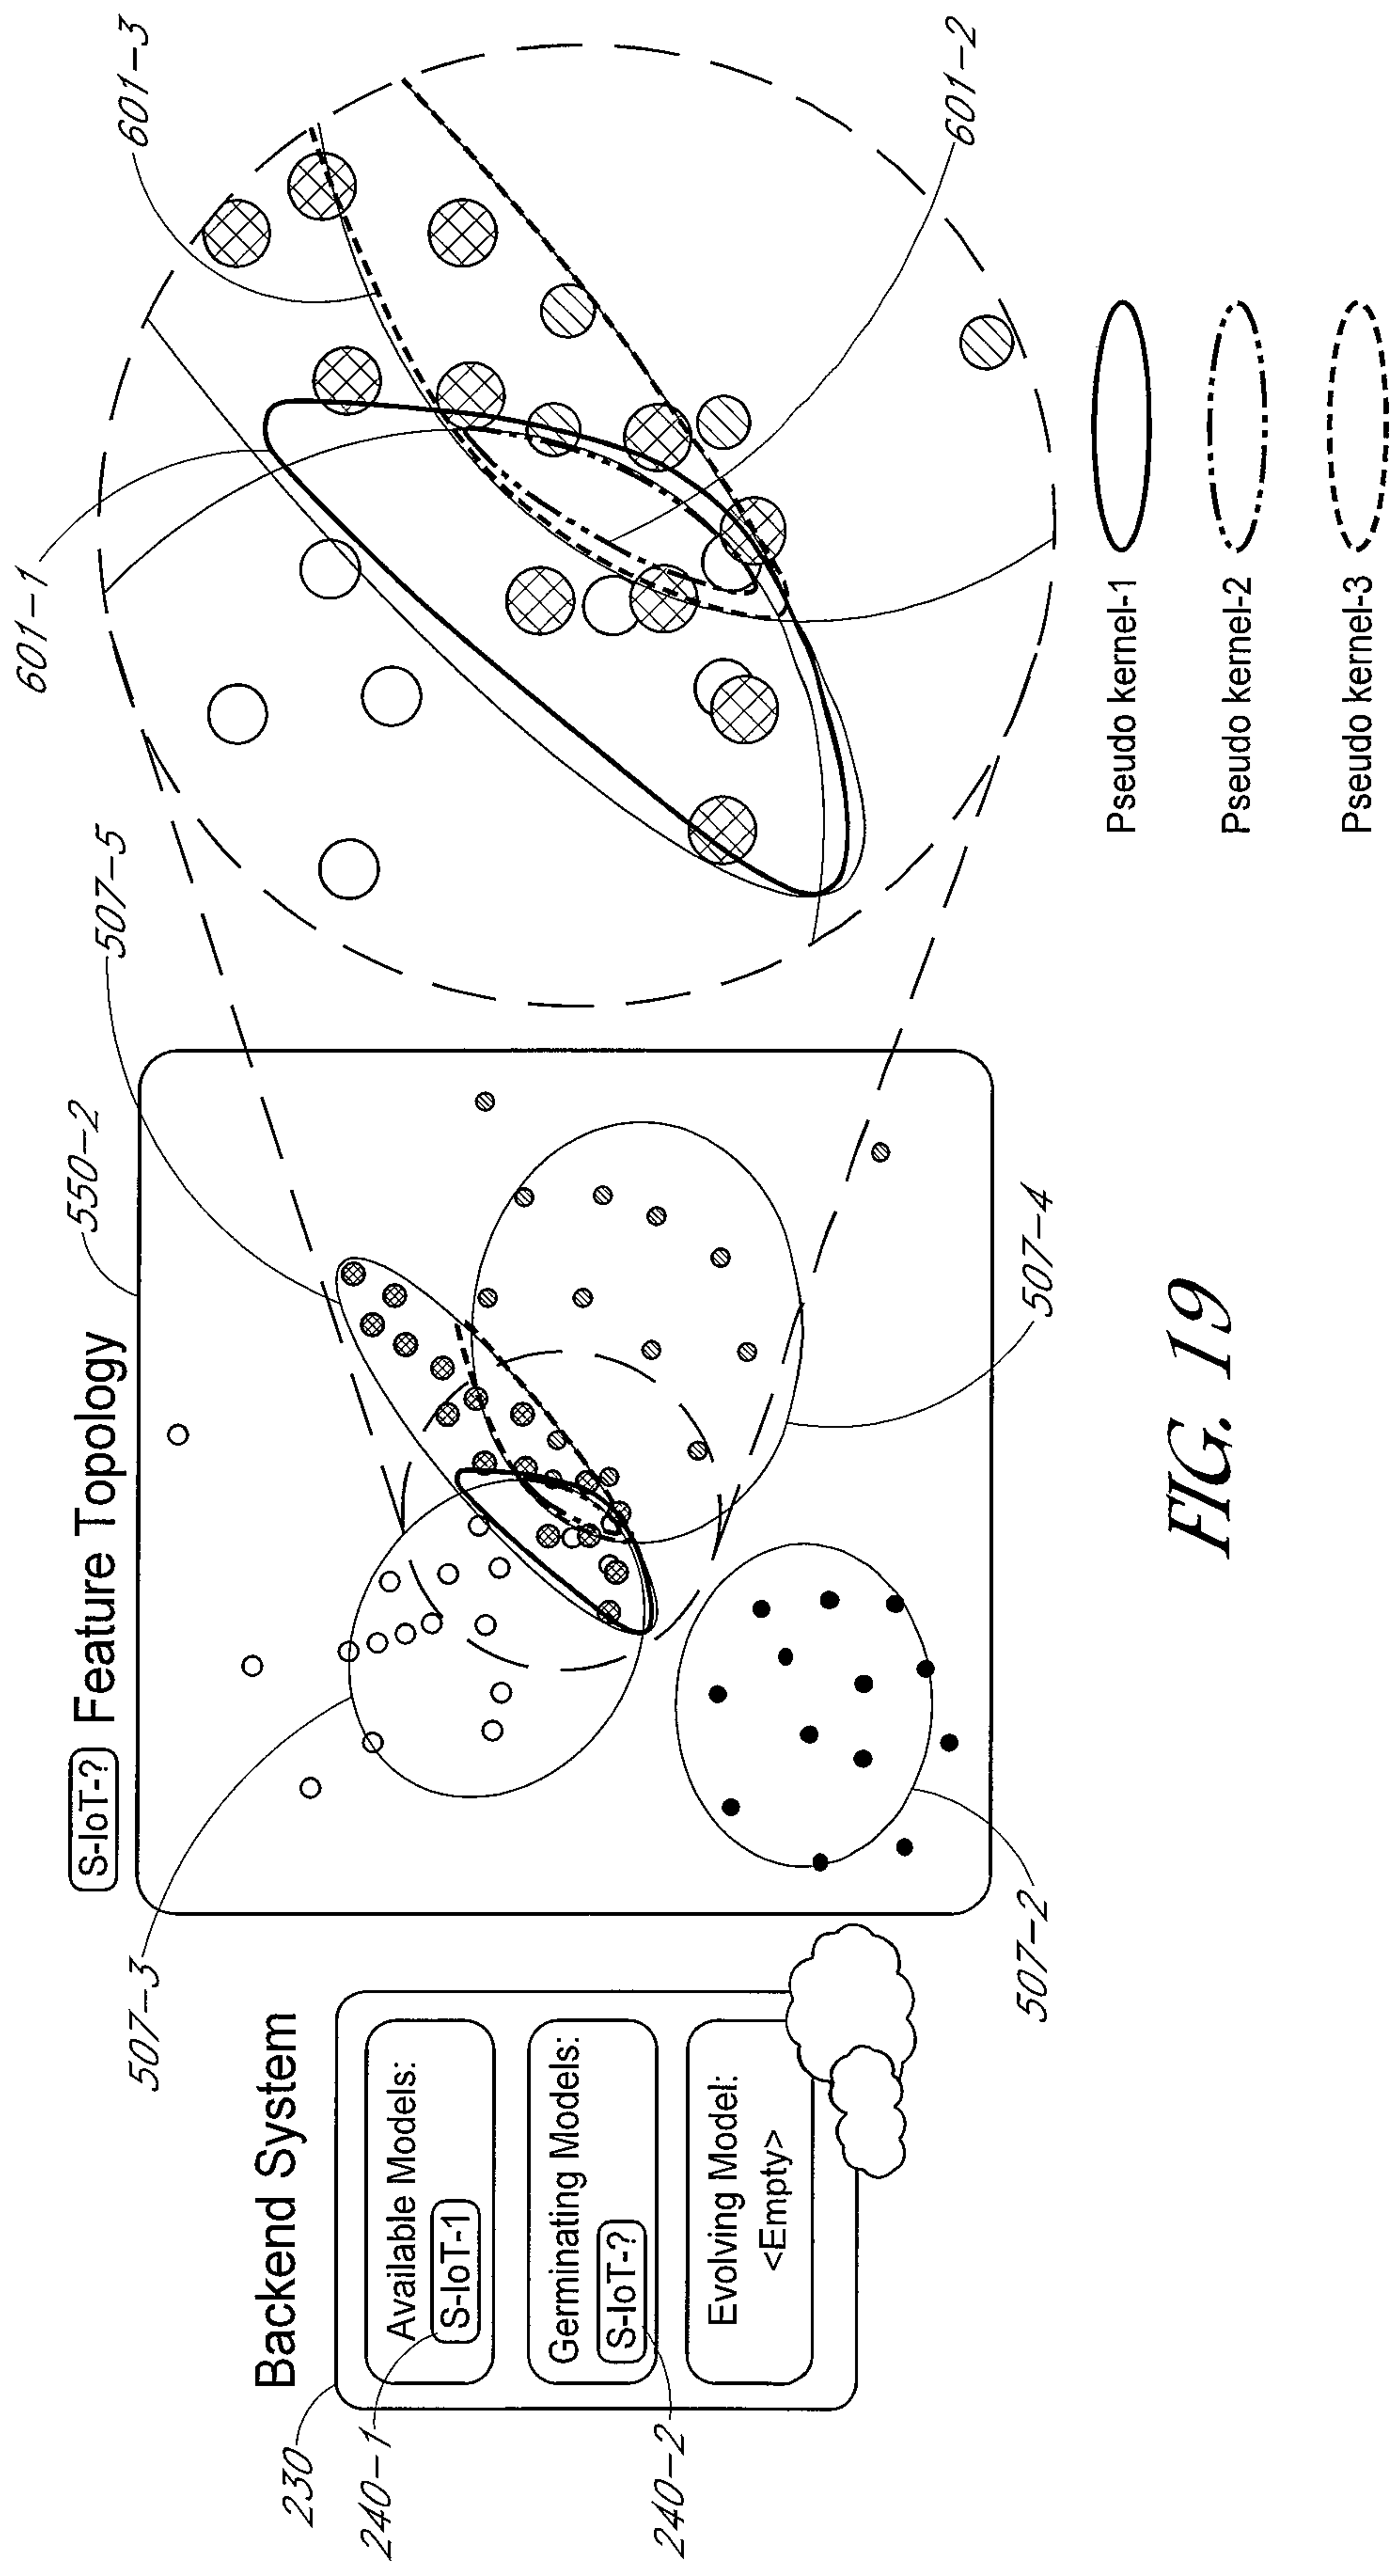 Backend System
230
Available Models:
S-IoT-1
240-1
Germinating Models:
S-IoT-?
240-2
Evolving Model:
<Empty>
S-IoT-? Feature Topology
550-2
507-3
507-5
507-4
507-2
601-1
601-3
601-2
Pseudo kernel-1
Pseudo kernel-2
Pseudo kernel-3
FIG. 19